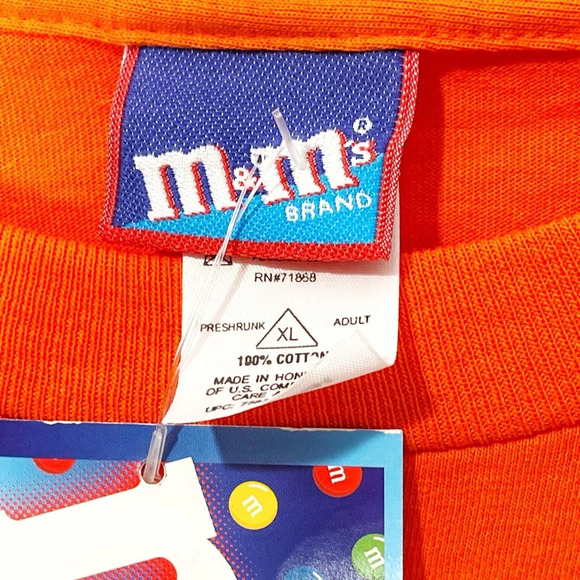 m&m's®
BRAND
RN#71868
PRESHRUNK XL ADULT
100% COTTON
MADE IN HON
OF U.S. COM
CARE
UPC:
m
m
m